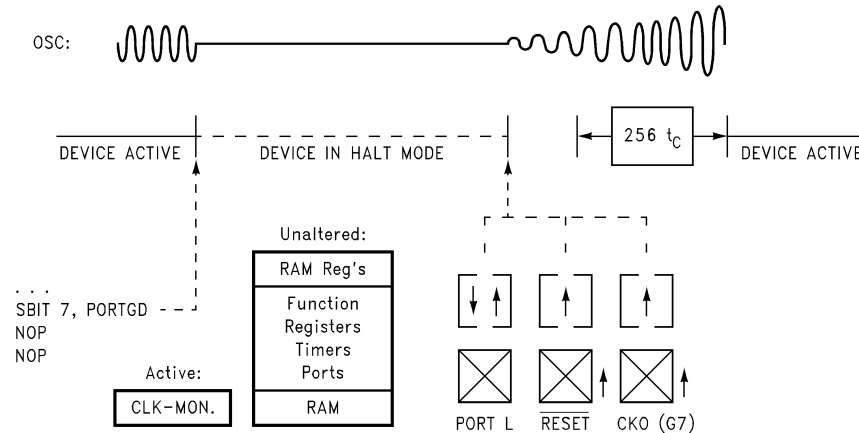 OSC:
256 tC
DEVICE ACTIVE
DEVICE IN HALT MODE
DEVICE ACTIVE
Unaltered:
RAM Reg's
Function
Registers
Timers
Ports
RAM
. . .
SBIT 7, PORTGD
NOP
NOP
Active:
CLK-MON.
PORT L
RESET
CKO (G7)